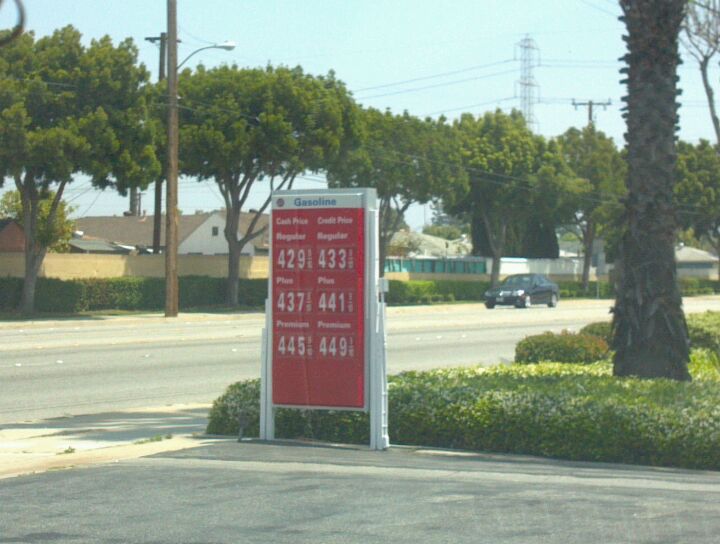 Gasoline
Cash Price Credit Price
Regular Regular
429 433
Plus Plus
437 441
Premium Premium
445 449